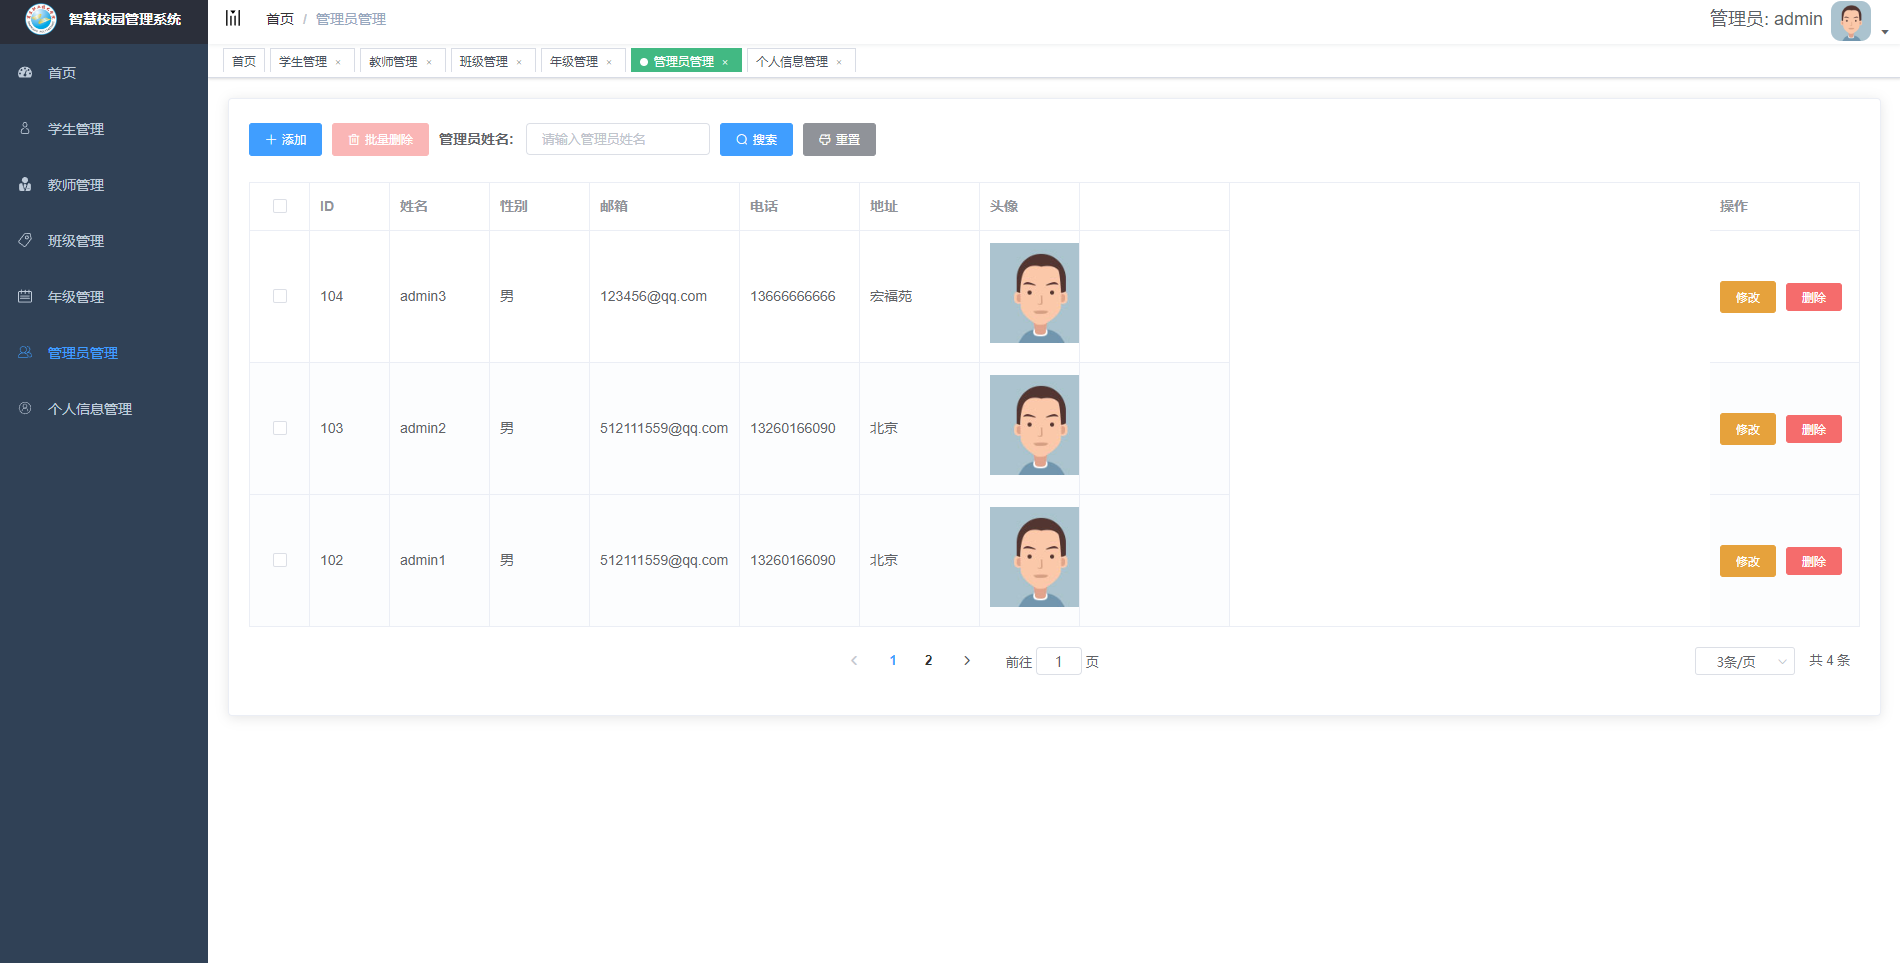 智慧校园管理系统
首页 / 管理员管理
管理员: admin
首页
学生管理
教师管理
班级管理
年级管理
管理员管理
个人信息管理
首页 学生管理 × 教师管理 × 班级管理 × 年级管理 × 管理员管理 × 个人信息管理 ×
添加 批量删除 管理员姓名: 请输入管理员姓名 搜索 重置
ID 姓名 性别 邮箱 电话 地址 头像 操作
104 admin3 男 123456@qq.com 13666666666 宏福苑 修改 删除
103 admin2 男 512111559@qq.com 13260166090 北京 修改 删除
102 admin1 男 512111559@qq.com 13260166090 北京 修改 删除
1 2 前往 1 页 3条/页 共 4 条